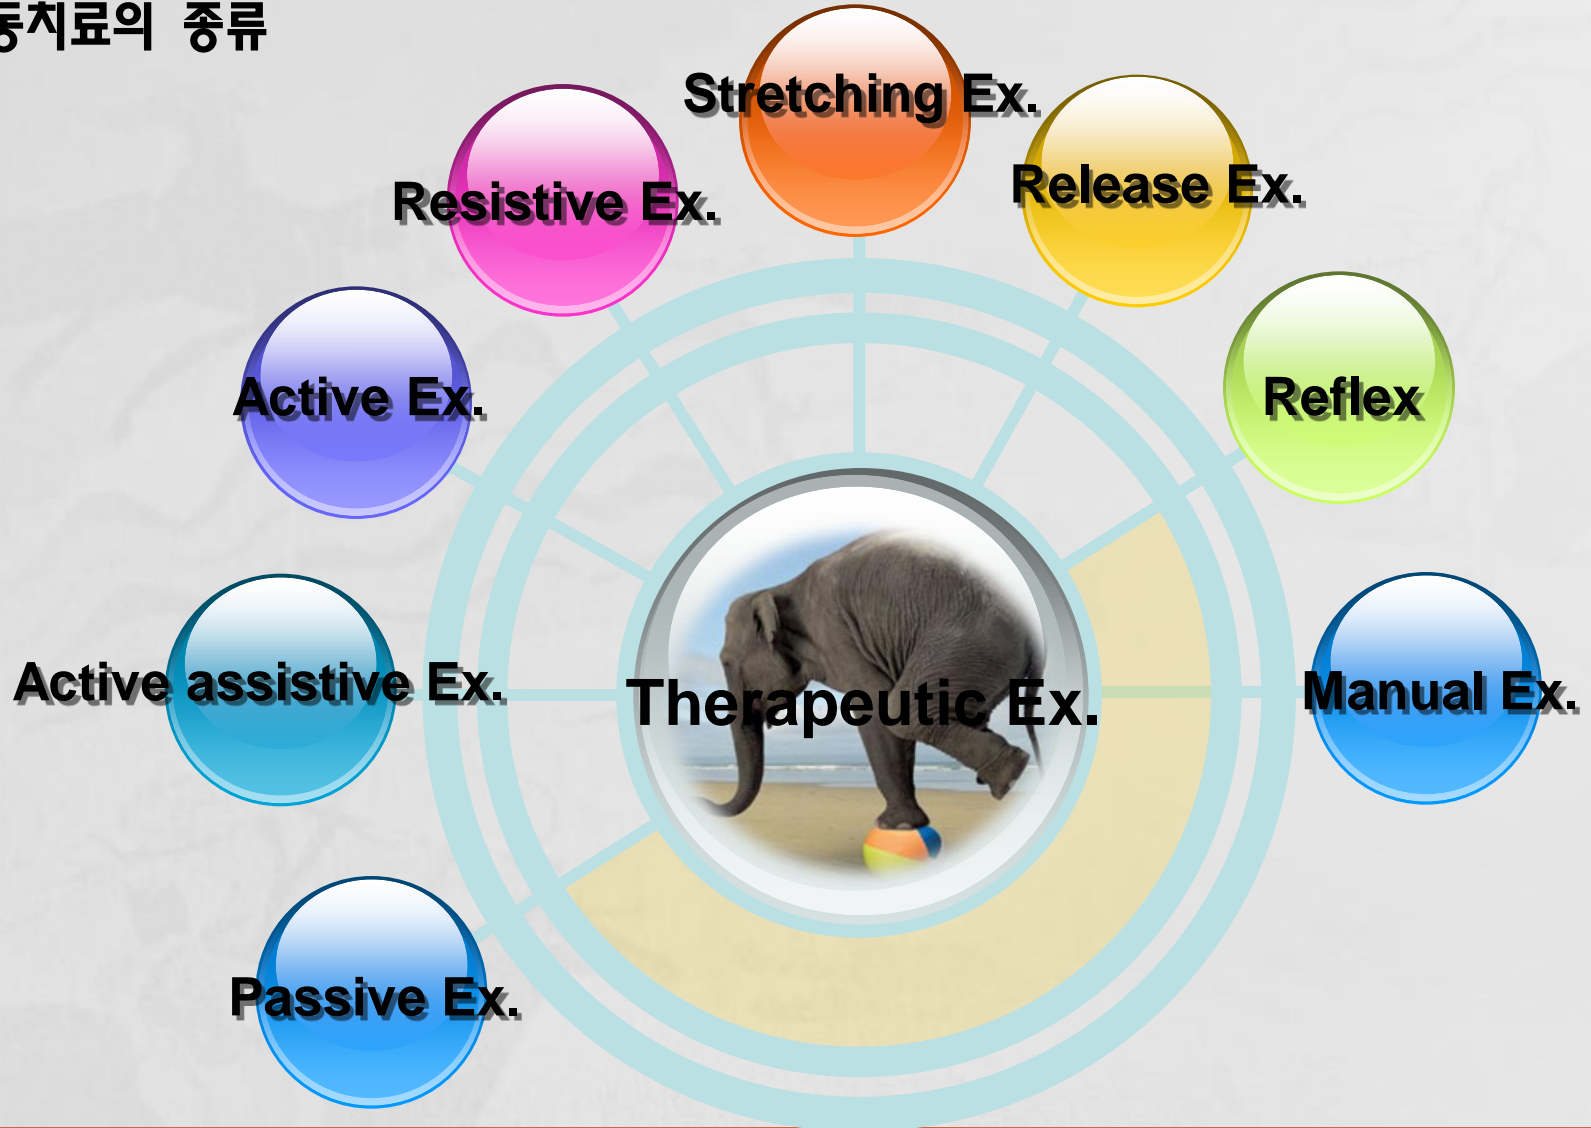 동치료의 종류
Stretching Ex.
Release Ex.
Resistive Ex.
Reflex
Active Ex.
Active assistive Ex.
Therapeutic Ex.
Manual Ex.
Passive Ex.